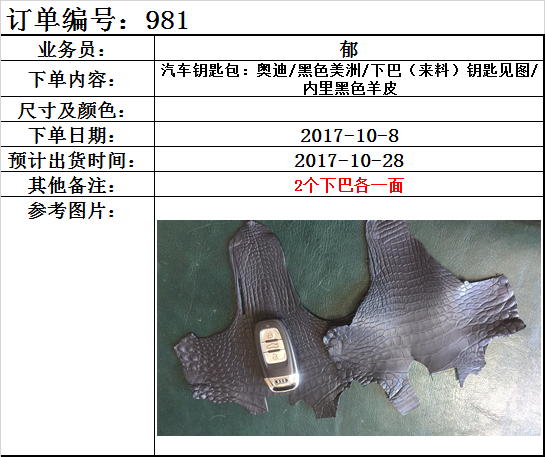 订单编号：981
业务员：
郁
下单内容：
汽车钥匙包：奥迪/黑色美洲/下巴（来料）钥匙见图/
内里黑色羊皮
尺寸及颜色：
下单日期：
2017-10-8
预计出货时间：
2017-10-28
其他备注：
2个下巴各一面
参考图片：